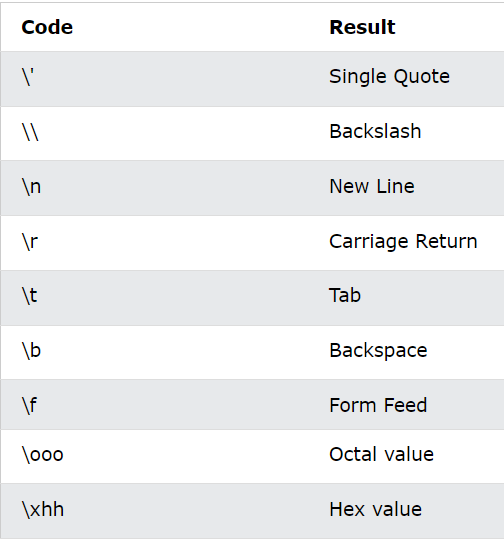 Code Result
\' Single Quote
\\ Backslash
\n New Line
\r Carriage Return
\t Tab
\b Backspace
\f Form Feed
\ooo Octal value
\xhh Hex value